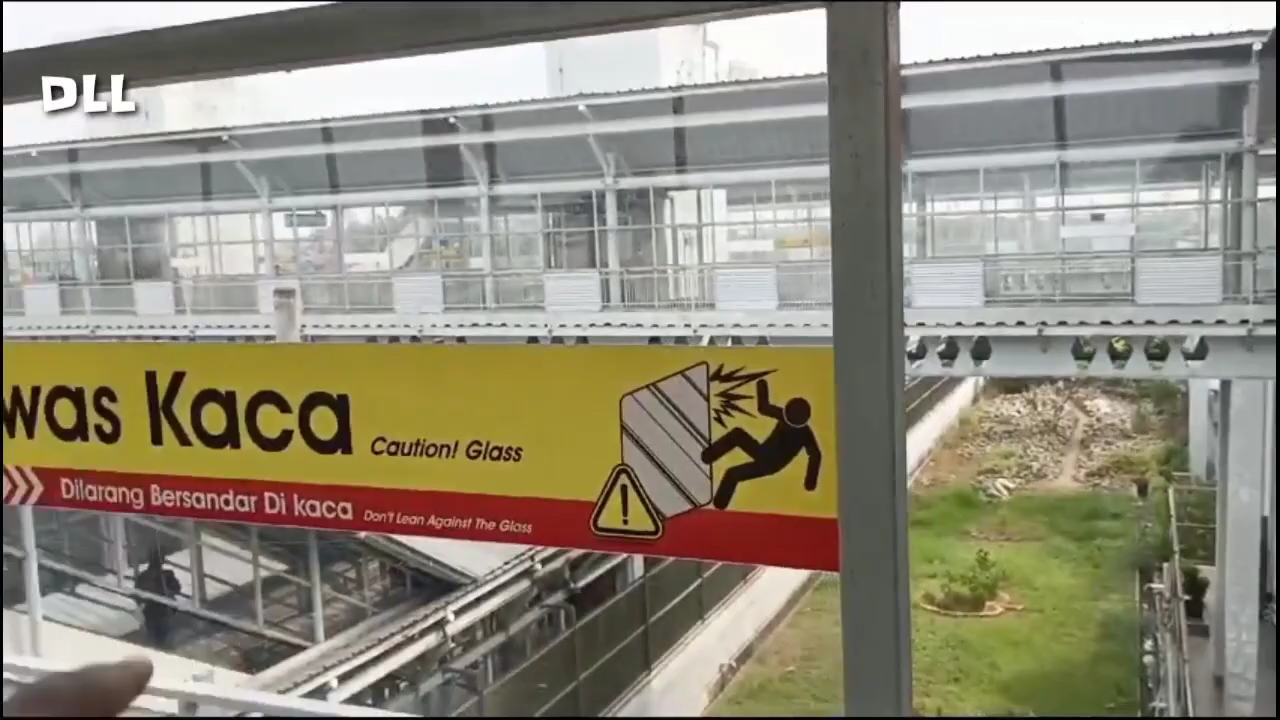 DLL
was Kaca Caution! Glass
Dilarang Bersandar Di kaca Don't Lean Against The Glass